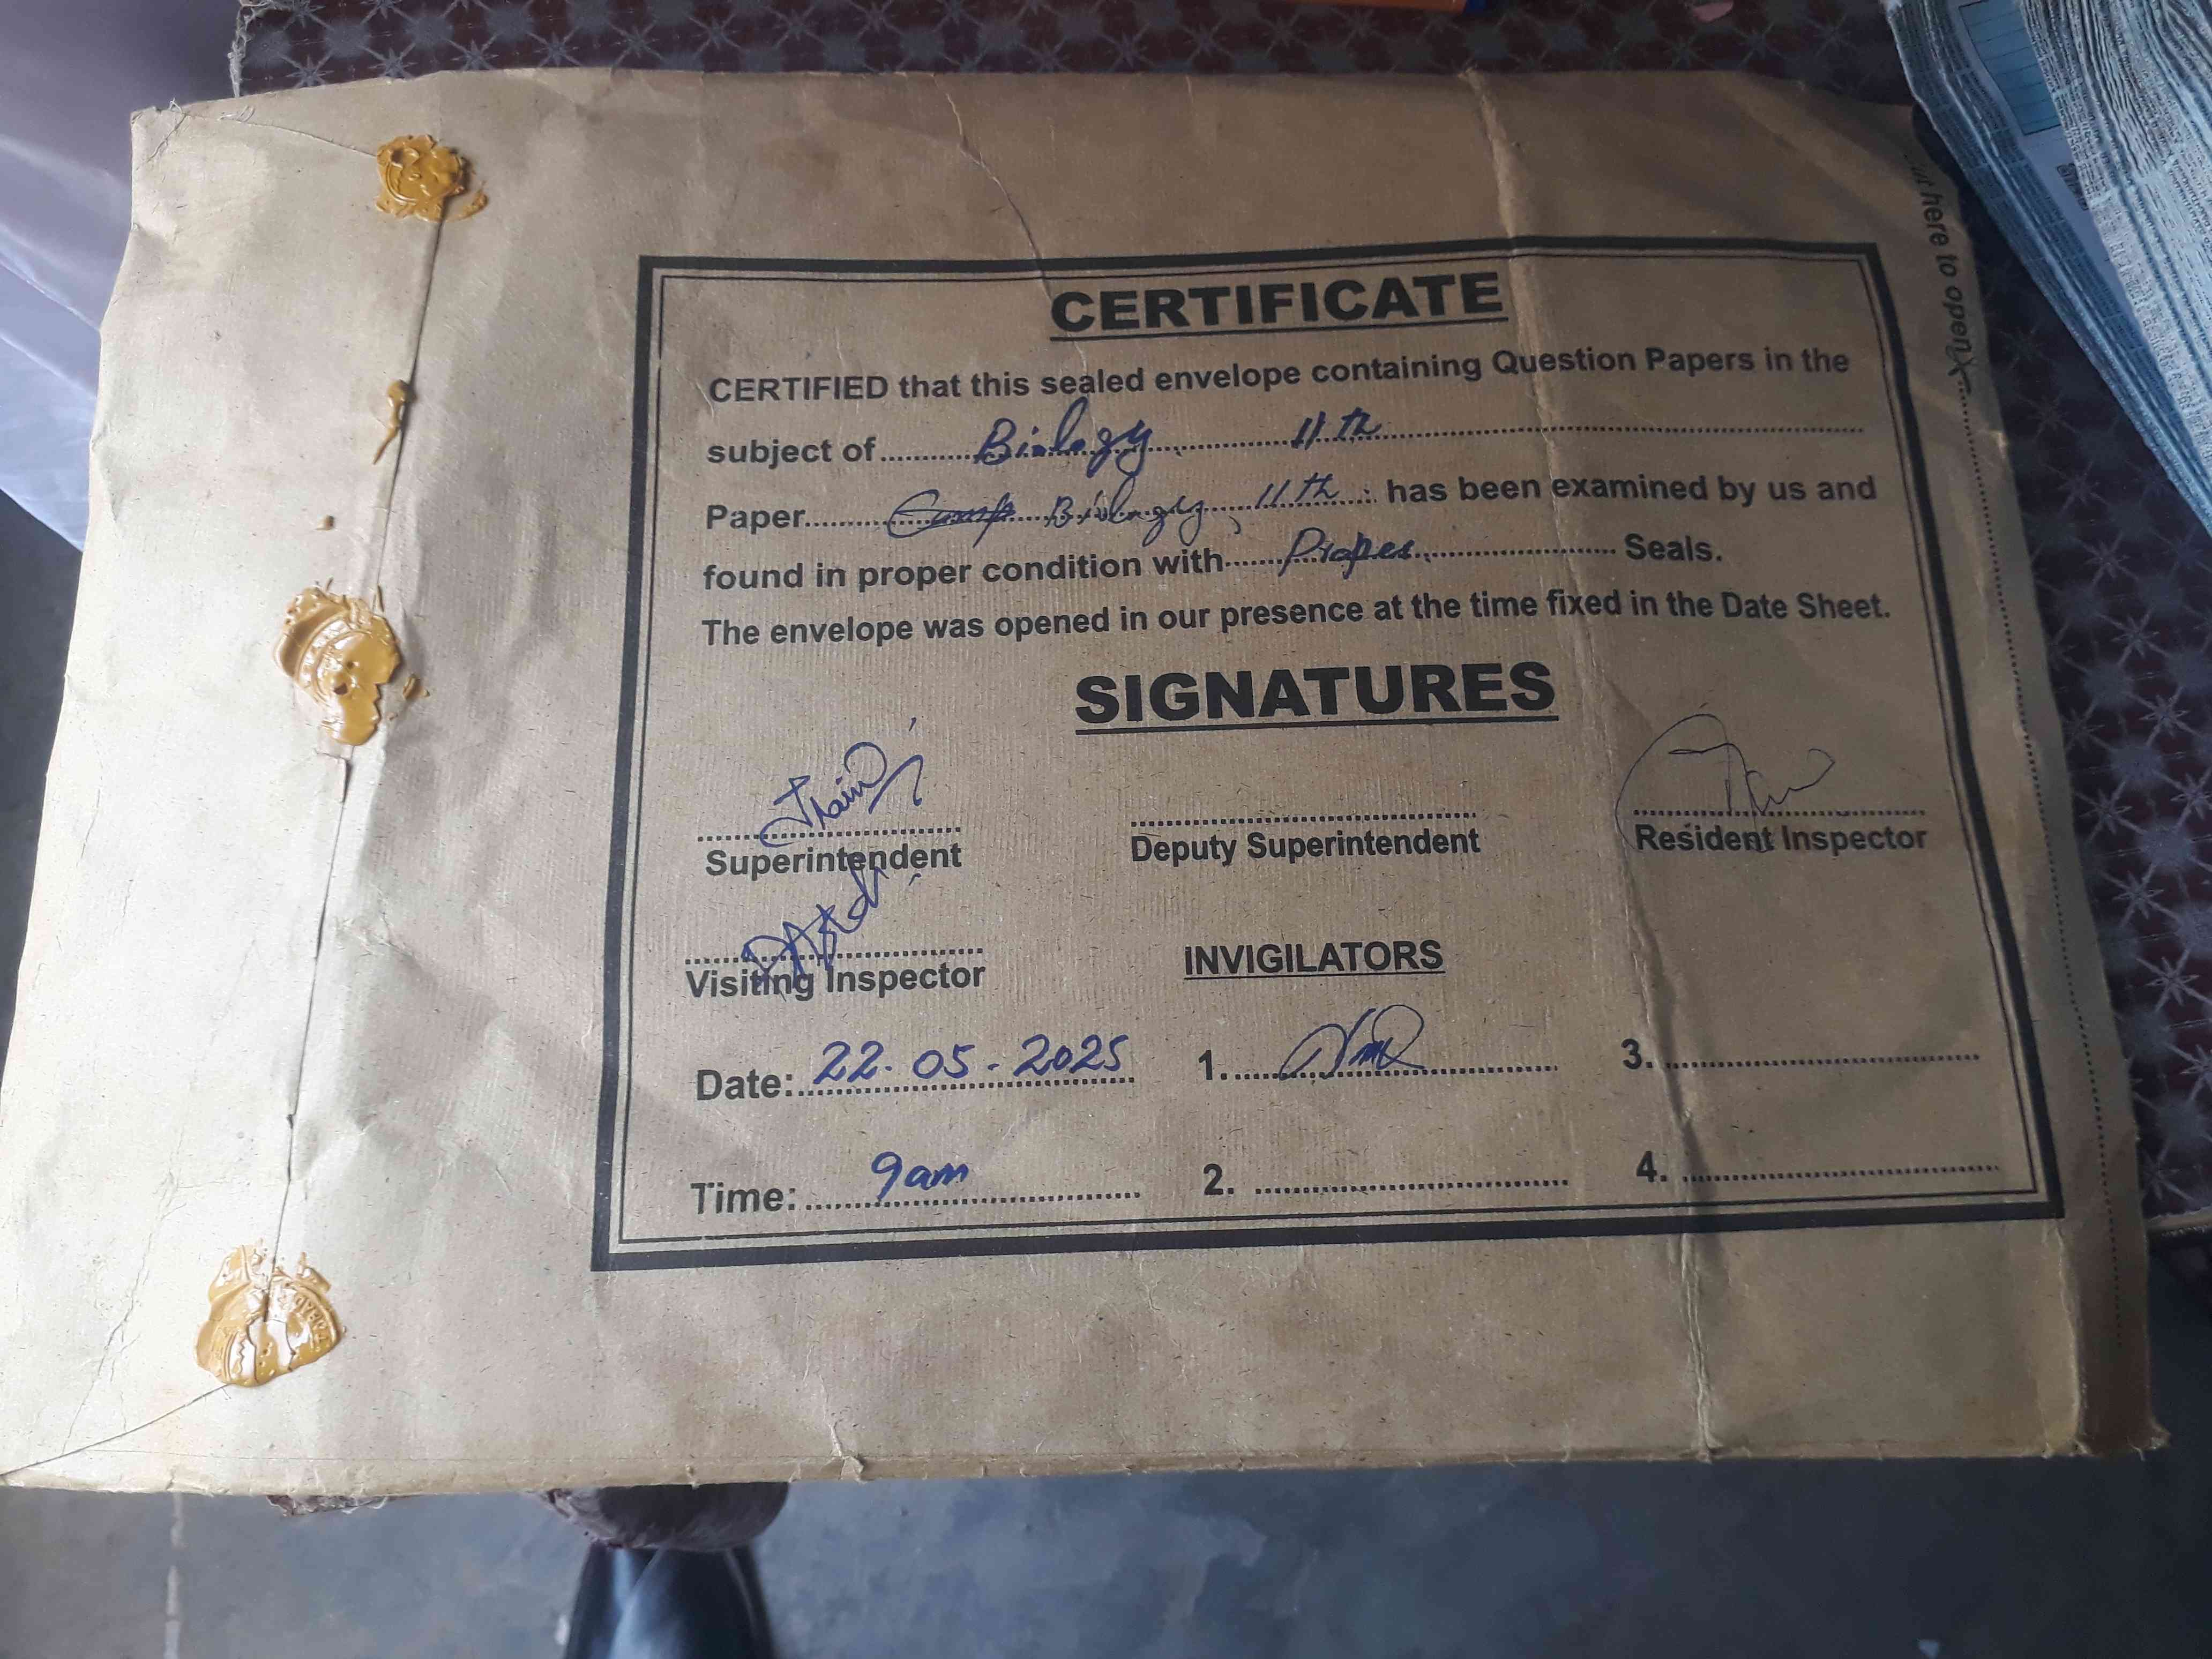 here to open
CERTIFICATE
CERTIFIED that this sealed envelope containing Question Papers in the
subject of Biology 11th
Paper Biology 11th has been examined by us and
found in proper condition with Proper Seals.
The envelope was opened in our presence at the time fixed in the Date Sheet.
SIGNATURES
Superintendent Deputy Superintendent Resident Inspector
Visiting Inspector INVIGILATORS
Date: 22-05-2025 1. 3.
Time: 9am 2. 4.